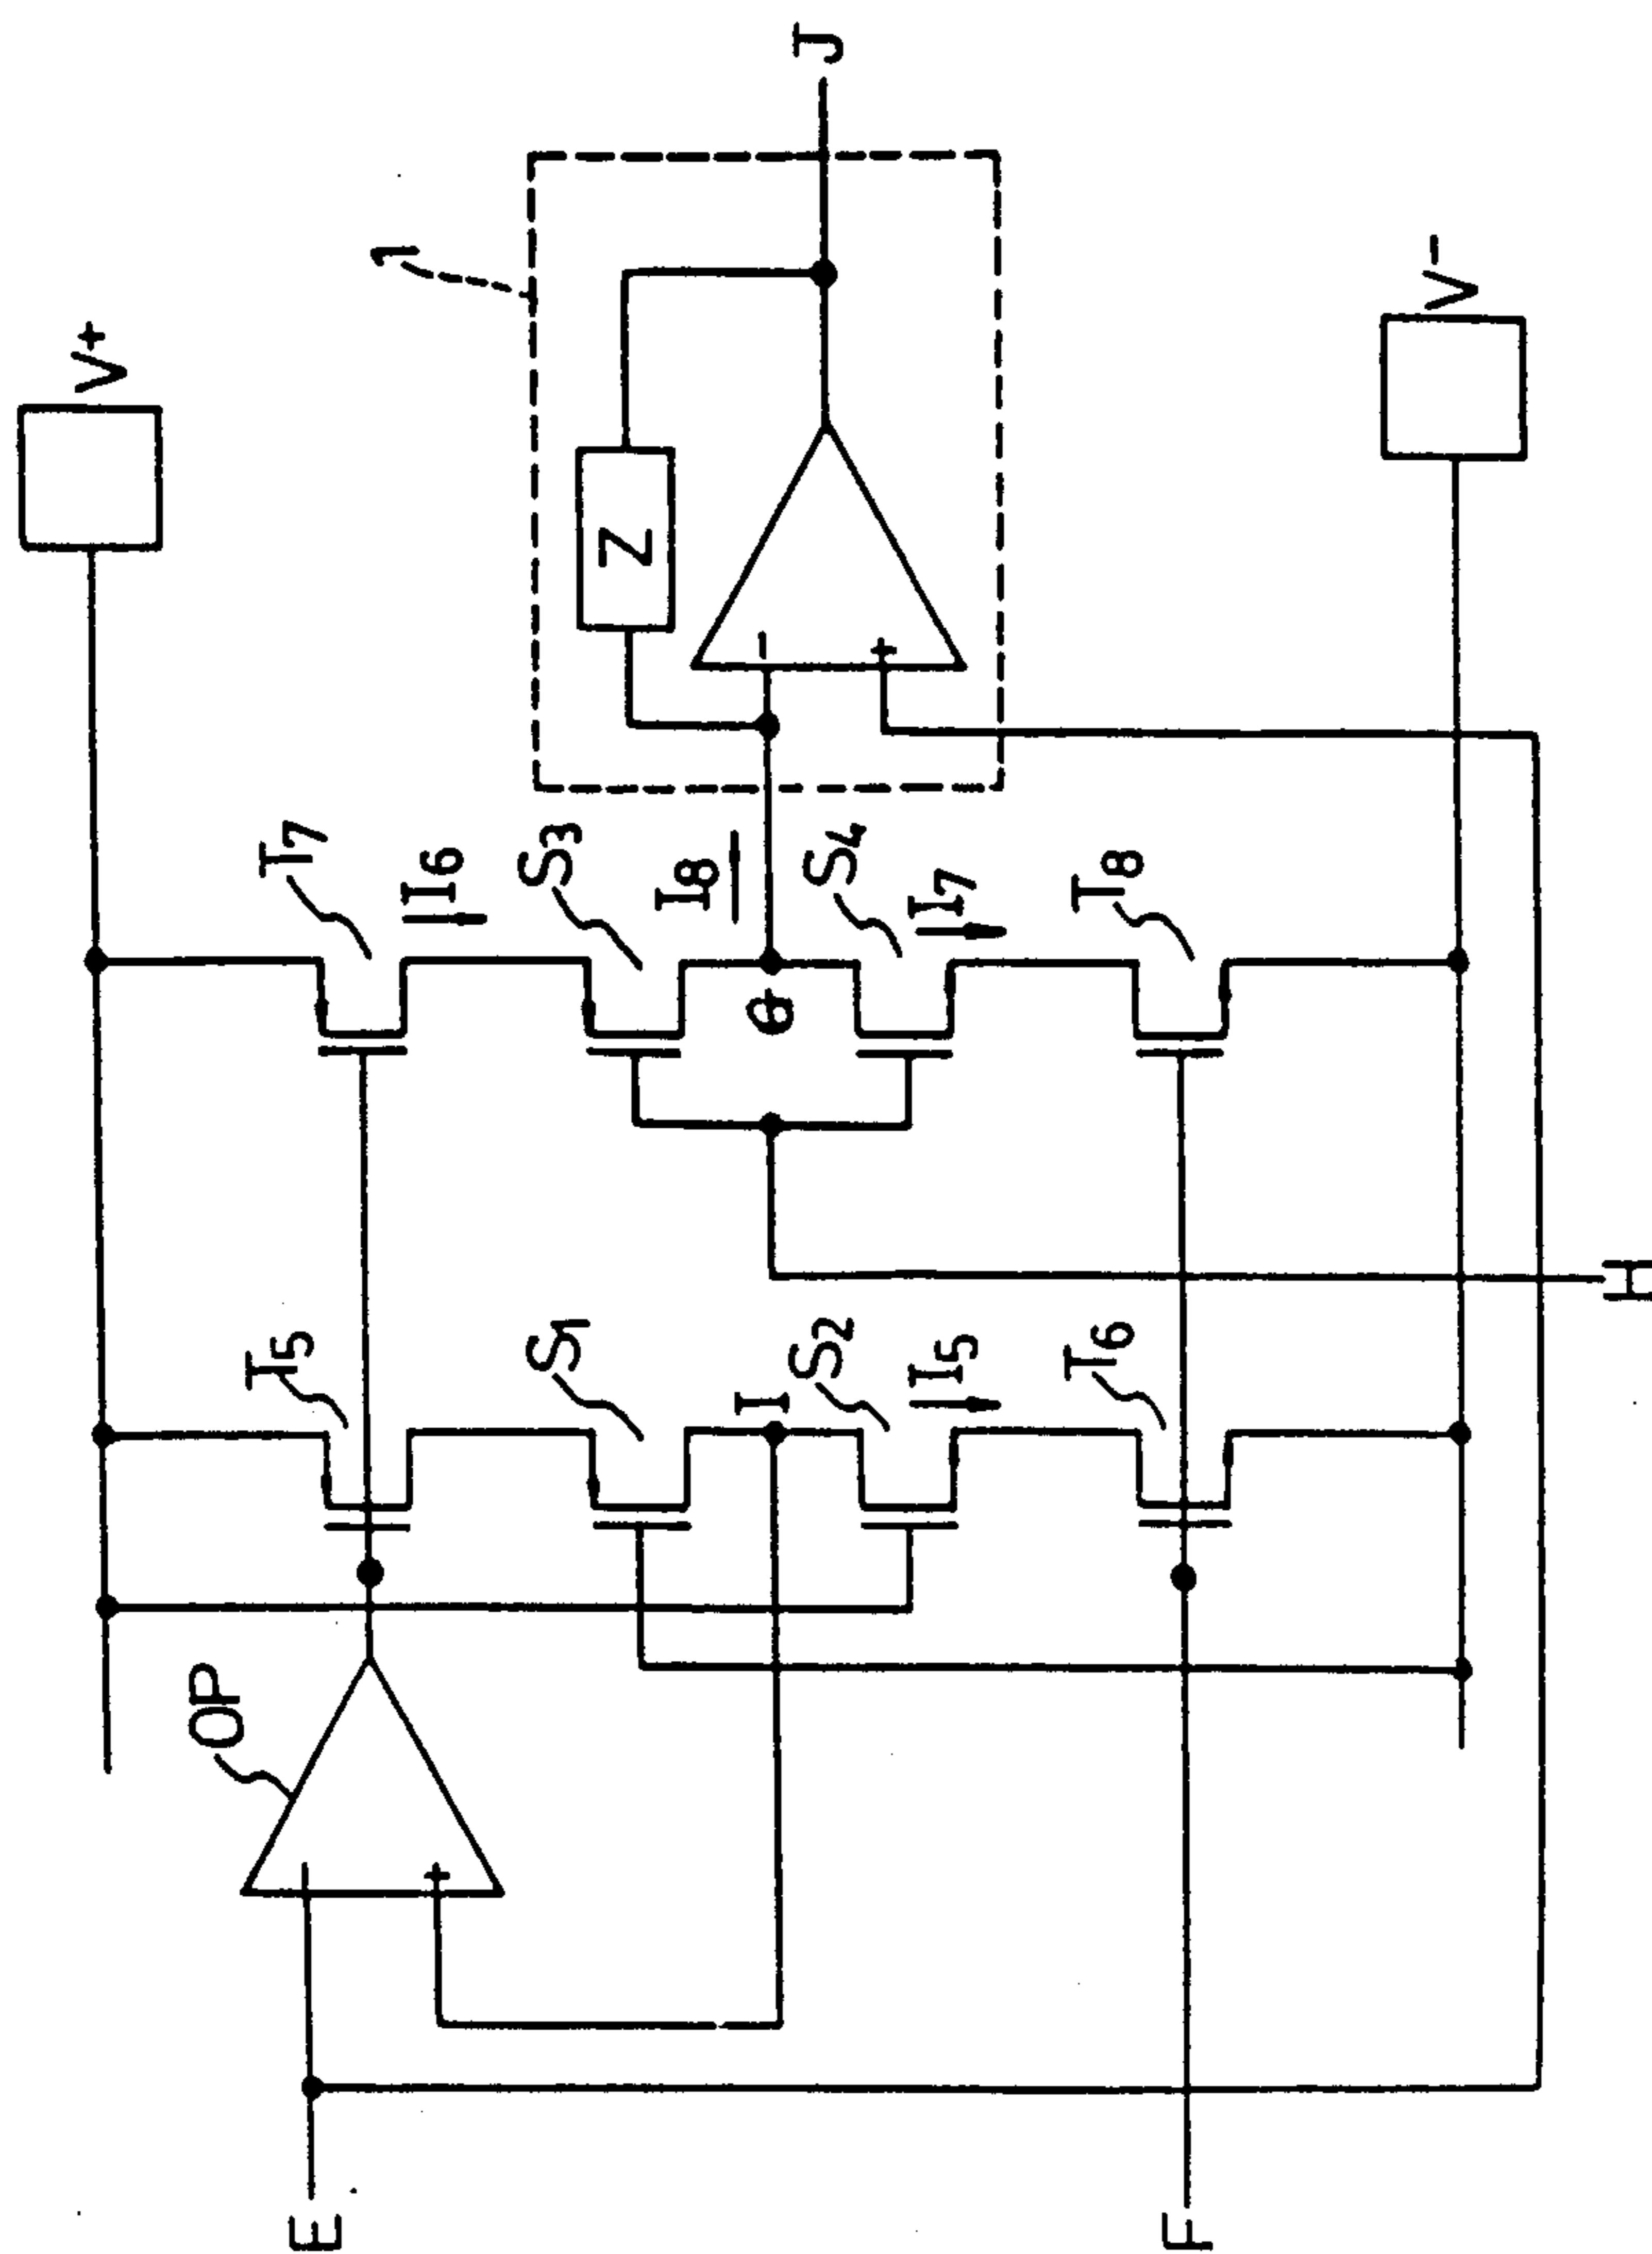 V+
OP
T5
T7
E
−
1
I6
+
S1
S3
Z
I8
I
G
−
J
S2
S4
+
I5
I7
T6
T8
F
V−
H